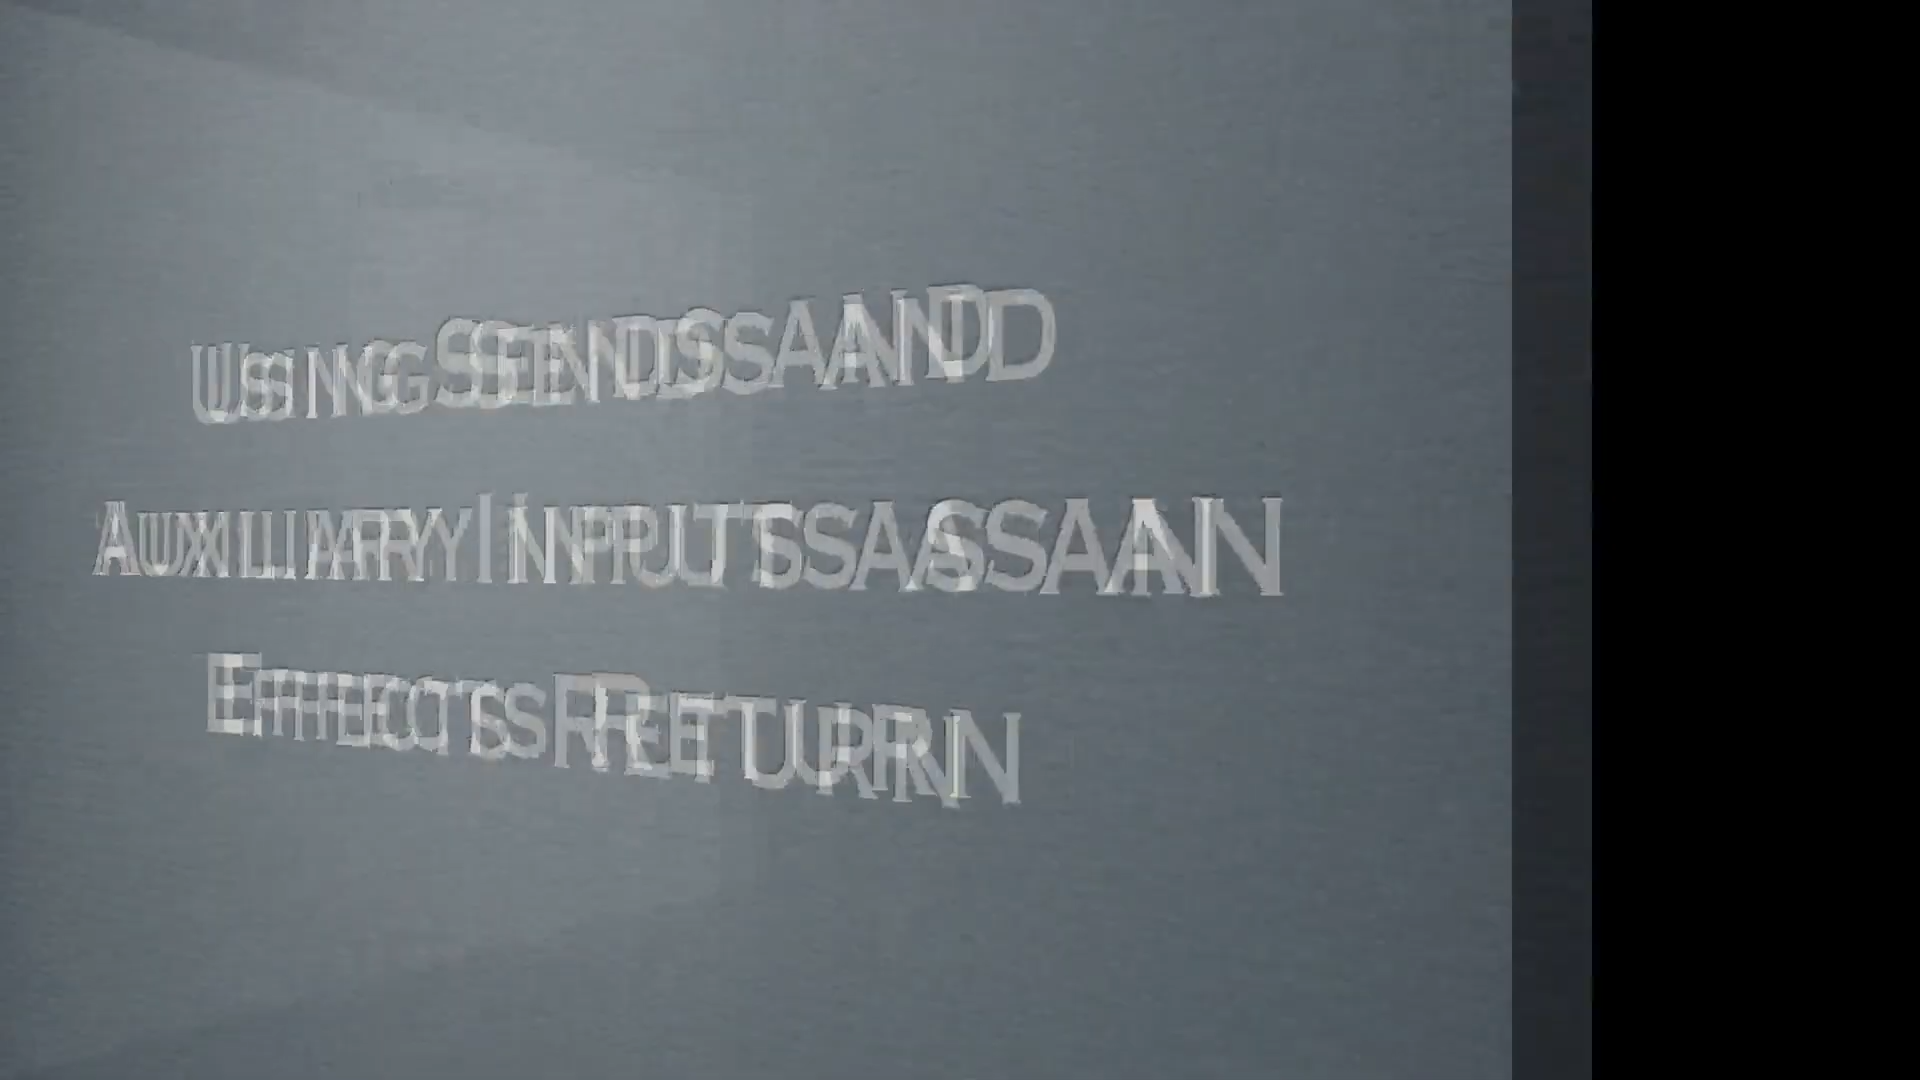 Using Sends and
Auxiliary Inputs as an
Effects Return